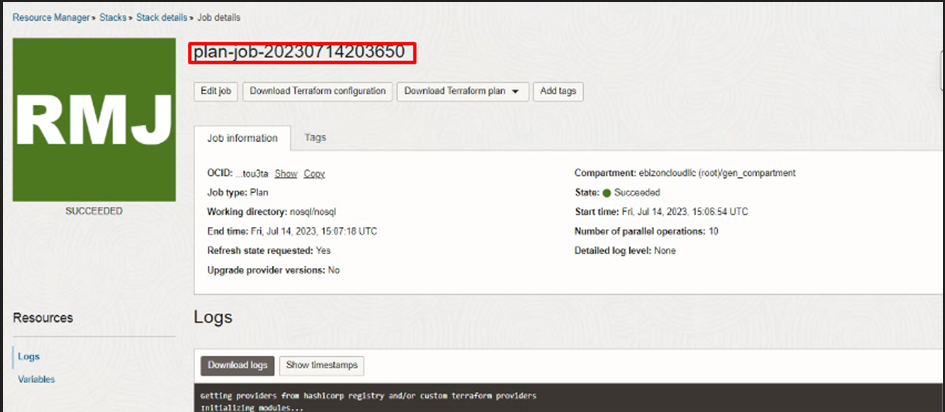 Resource Manager » Stacks » Stack details » Job details
plan-job-20230714203650
RMJ
SUCCEEDED
Edit job Download Terraform configuration Download Terraform plan Add tags
Job information Tags
OCID: ...tou3ta Show Copy
Job type: Plan
Working directory: nosql/nosql
End time: Fri, Jul 14, 2023, 15:07:18 UTC
Refresh state requested: Yes
Upgrade provider versions: No
Compartment: ebizoncloudllc (root)/gen_compartment
State: Succeeded
Start time: Fri, Jul 14, 2023, 15:06:54 UTC
Number of parallel operations: 10
Detailed log level: None
Resources
Logs
Variables
Logs
Download logs Show timestamps
Getting providers from hashicorp registry and/or custom terraform providers
Initializing modules...